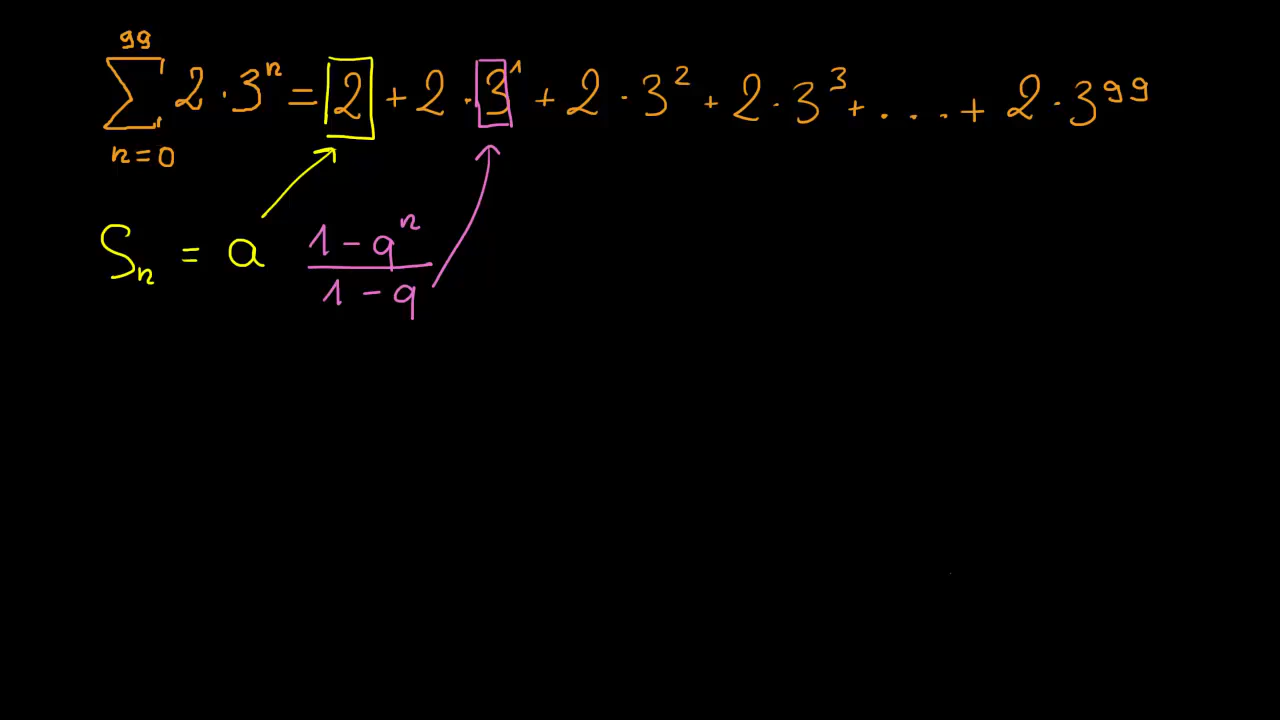 99
∑ 2 · 3ⁿ = 2 + 2 · 3¹ + 2 · 3² + 2 · 3³ + . . . + 2 · 3⁹⁹
n = 0
Sₙ = a (1 − qⁿ)/(1 − q)